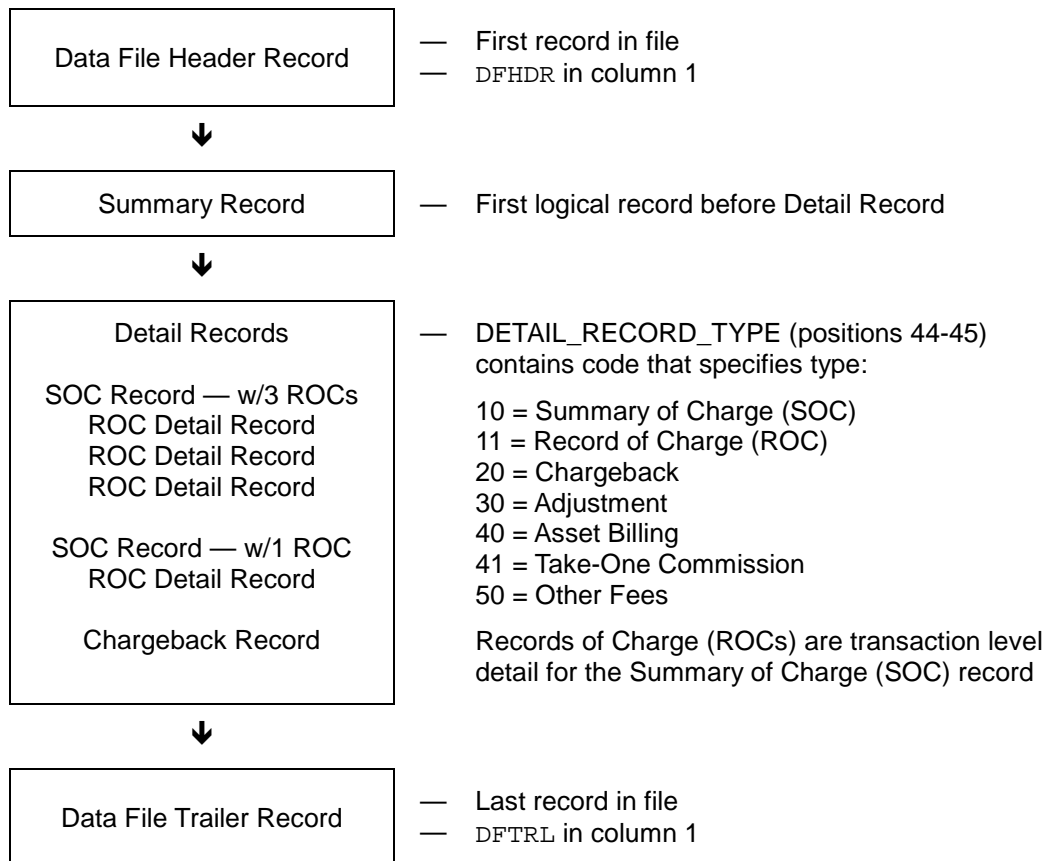 Data File Header Record
— First record in file
— DFHDR in column 1
Summary Record
— First logical record before Detail Record
Detail Records
SOC Record — w/3 ROCs
ROC Detail Record
ROC Detail Record
ROC Detail Record
SOC Record — w/1 ROC
ROC Detail Record
Chargeback Record
— DETAIL_RECORD_TYPE (positions 44-45)
contains code that specifies type:
10 = Summary of Charge (SOC)
11 = Record of Charge (ROC)
20 = Chargeback
30 = Adjustment
40 = Asset Billing
41 = Take-One Commission
50 = Other Fees
Records of Charge (ROCs) are transaction level
detail for the Summary of Charge (SOC) record
Data File Trailer Record
— Last record in file
— DFTRL in column 1